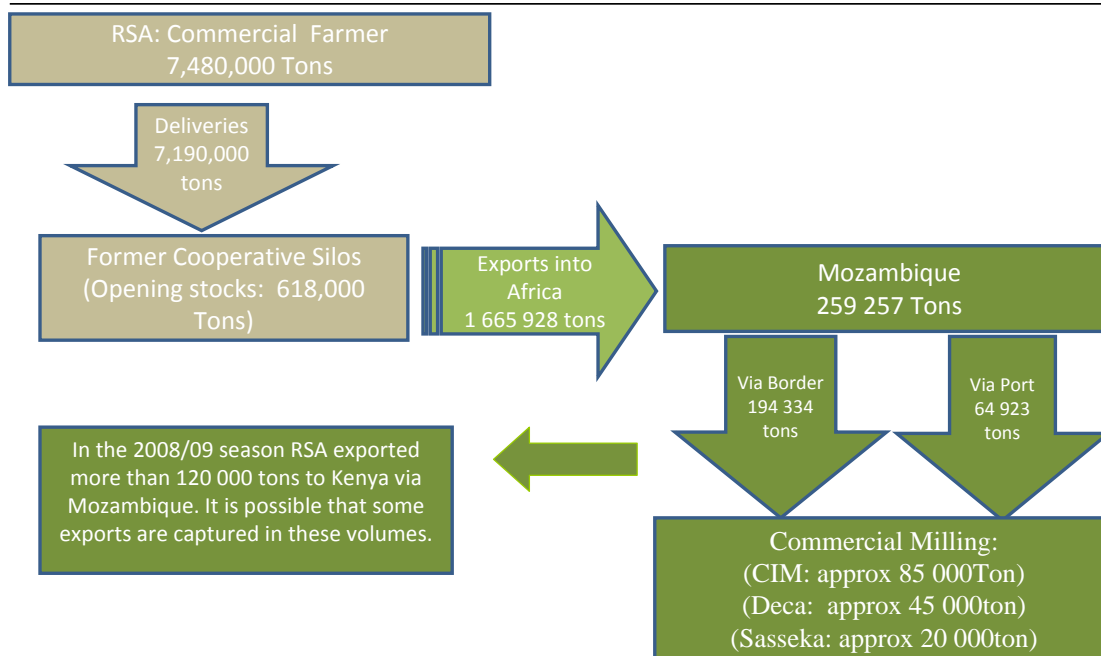 RSA: Commercial Farmer
7,480,000 Tons
Deliveries
7,190,000
tons
Former Cooperative Silos
(Opening stocks: 618,000
Tons)
Exports into
Africa
1 665 928 tons
Mozambique
259 257 Tons
Via Border
194 334
tons
Via Port
64 923
tons
In the 2008/09 season RSA exported
more than 120 000 tons to Kenya via
Mozambique. It is possible that some
exports are captured in these volumes.
Commercial Milling:
(CIM: approx 85 000Ton)
(Deca: approx 45 000ton)
(Sasseka: approx 20 000ton)